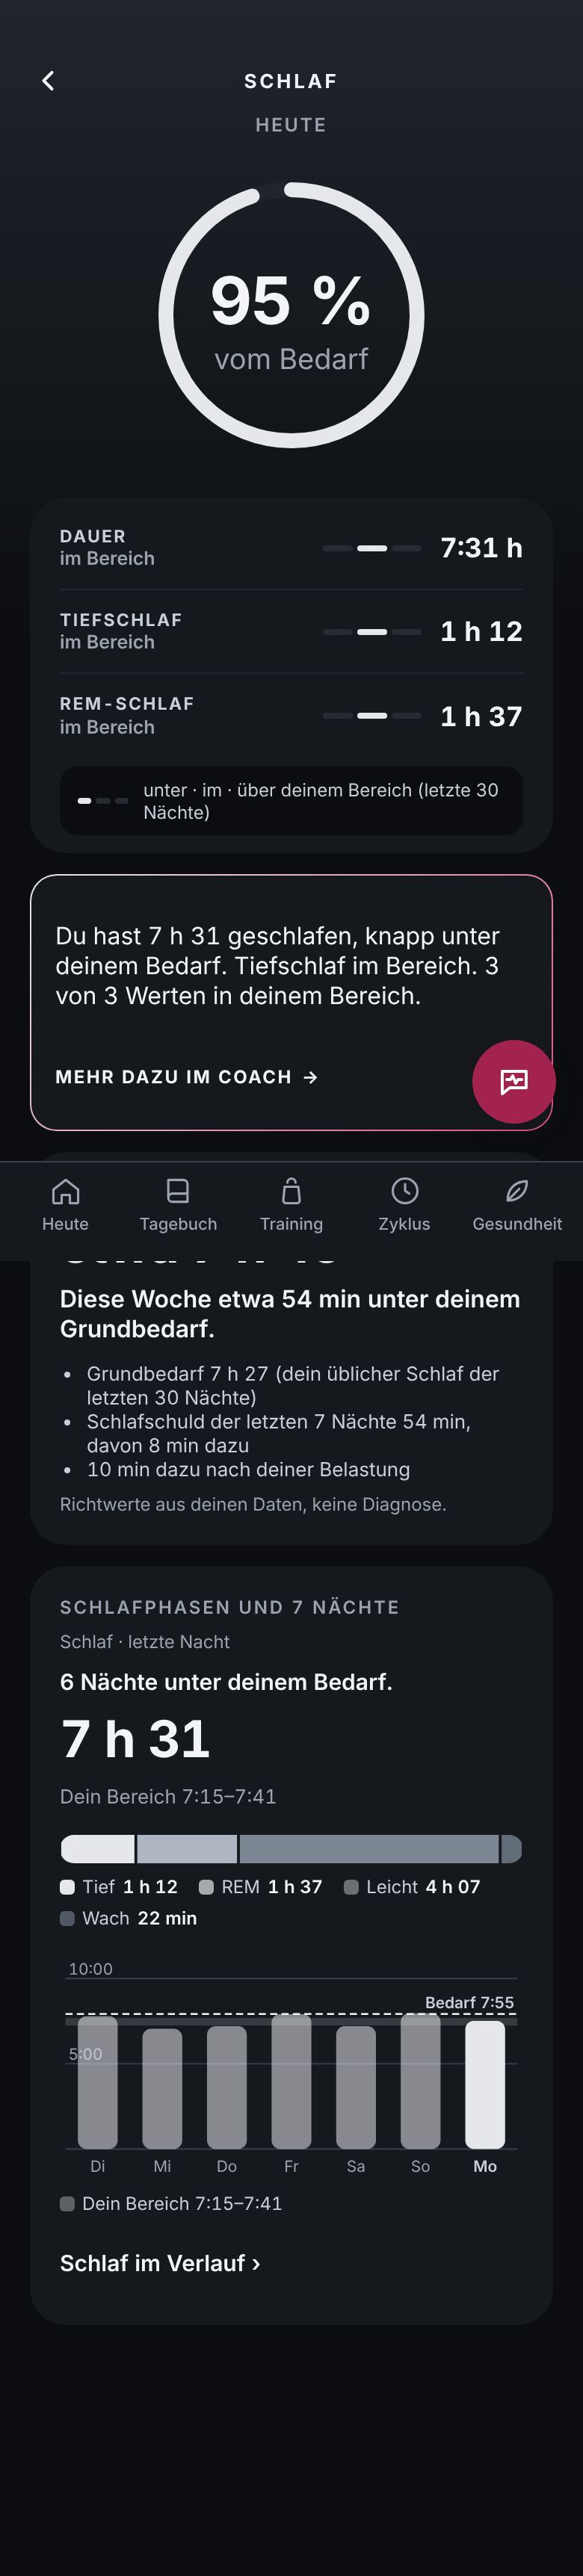 SCHLAF
HEUTE
95 %
vom Bedarf
DAUER
im Bereich
7:31 h
TIEFSCHLAF
im Bereich
1 h 12
REM-SCHLAF
im Bereich
1 h 37
unter · im · über deinem Bereich (letzte 30
Nächte)
Du hast 7 h 31 geschlafen, knapp unter
deinem Bedarf. Tiefschlaf im Bereich. 3
von 3 Werten in deinem Bereich.
MEHR DAZU IM COACH →
Heute
Tagebuch
Training
Zyklus
Gesundheit
Diese Woche etwa 54 min unter deinem
Grundbedarf.
• Grundbedarf 7 h 27 (dein üblicher Schlaf der
letzten 30 Nächte)
• Schlafschuld der letzten 7 Nächte 54 min,
davon 8 min dazu
• 10 min dazu nach deiner Belastung
Richtwerte aus deinen Daten, keine Diagnose.
SCHLAFPHASEN UND 7 NÄCHTE
Schlaf · letzte Nacht
6 Nächte unter deinem Bedarf.
7 h 31
Dein Bereich 7:15–7:41
Tief 1 h 12 REM 1 h 37 Leicht 4 h 07
Wach 22 min
10:00
Bedarf 7:55
5:00
Di Mi Do Fr Sa So Mo
Dein Bereich 7:15–7:41
Schlaf im Verlauf ›